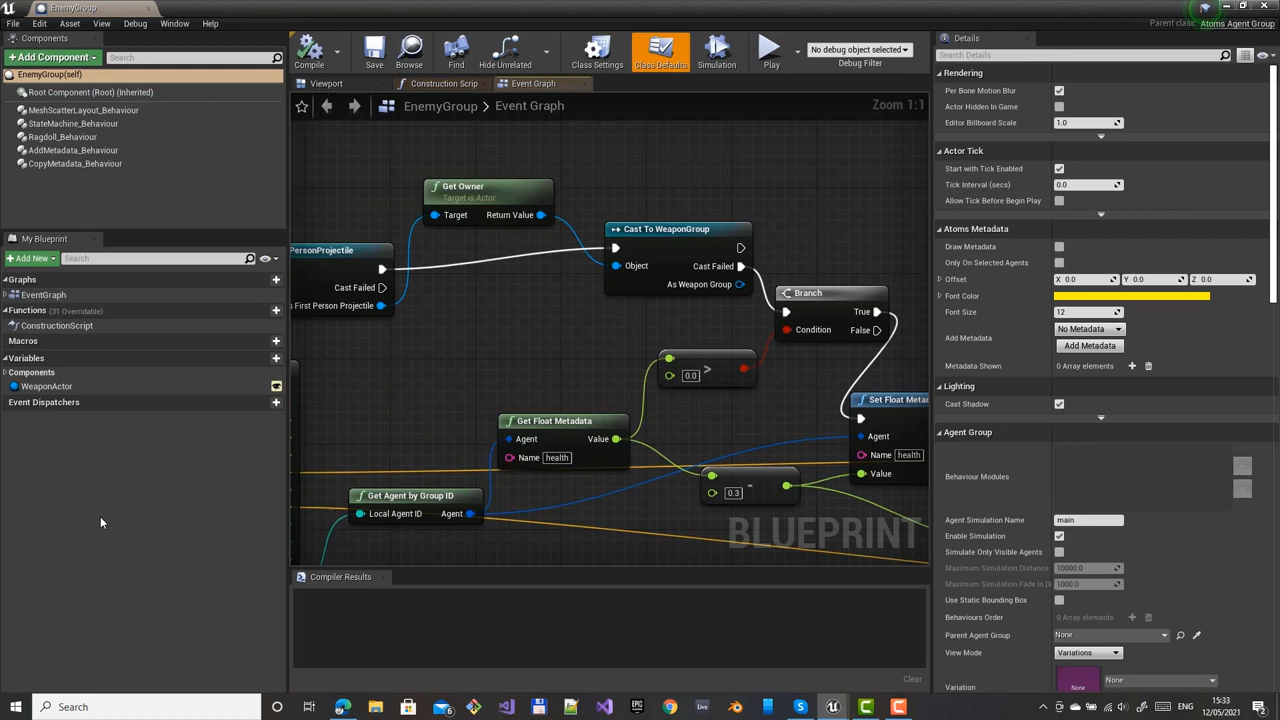 EnemyGroup
File Edit Asset View Debug Window Help
Parent class:
Atoms Agent Group
Components
+ Add Component
Search
EnemyGroup(self)
Root Component (Root) (Inherited)
MeshScatterLayout_Behaviour
StateMachine_Behaviour
Ragdoll_Behaviour
AddMetadata_Behaviour
CopyMetadata_Behaviour
My Blueprint
+ Add New
Search
Graphs
EventGraph
Functions (31 Overridable)
ConstructionScript
Macros
Variables
Components
WeaponActor
Event Dispatchers
Compile
Save
Browse
Find
Hide Unrelated
Class Settings
Class Defaults
Simulation
Play
No debug object selected
Debug Filter
Viewport
Construction Scrip
Event Graph
EnemyGroup > Event Graph
Zoom 1:1
Get Owner
Target is Actor
Target
Return Value
Cast To WeaponGroup
Object
Cast Failed
As Weapon Group
PersonProjectile
Cast Failed
s First Person Projectile
Branch
True
Condition
False
0.0
>
Set Float Metad
Agent
Name health
Value
Get Float Metadata
Agent
Value
Name health
0.3
-
Get Agent by Group ID
Local Agent ID
Agent
BLUEPRINT
Compiler Results
Clear
Details
Search Details
Rendering
Per Bone Motion Blur
Actor Hidden In Game
Editor Billboard Scale 1.0
Actor Tick
Start with Tick Enabled
Tick Interval (secs) 0.0
Allow Tick Before Begin Play
Atoms Metadata
Draw Metadata
Only On Selected Agents
Offset X 0.0 Y 0.0 Z 0.0
Font Color
Font Size 12
Add Metadata No Metadata
Add Metadata
Metadata Shown 0 Array elements
Lighting
Cast Shadow
Agent Group
Behaviour Modules
Agent Simulation Name main
Enable Simulation
Simulate Only Visible Agents
Maximum Simulation Distance 10000.0
Maximum Simulation Fade in Di 1000.0
Use Static Bounding Box
Behaviours Order 0 Array elements
Parent Agent Group None
View Mode Variations
Variation None None
Search
Live
ENG
15:33
12/05/2021